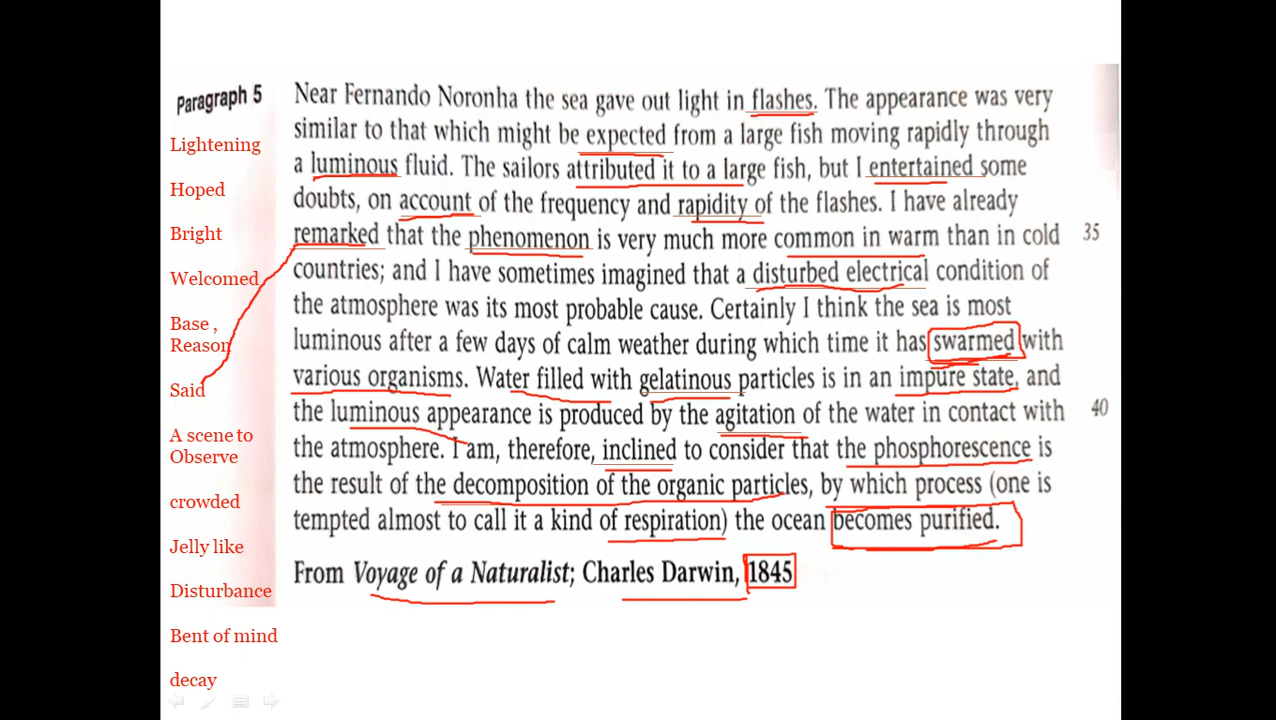 Paragraph 5
Near Fernando Noronha the sea gave out light in flashes. The appearance was very
similar to that which might be expected from a large fish moving rapidly through
a luminous fluid. The sailors attributed it to a large fish, but I entertained some
doubts, on account of the frequency and rapidity of the flashes. I have already
remarked that the phenomenon is very much more common in warm than in cold 35
countries; and I have sometimes imagined that a disturbed electrical condition of
the atmosphere was its most probable cause. Certainly I think the sea is most
luminous after a few days of calm weather during which time it has swarmed with
various organisms. Water filled with gelatinous particles is in an impure state, and
the luminous appearance is produced by the agitation of the water in contact with 40
the atmosphere. I am, therefore, inclined to consider that the phosphorescence is
the result of the decomposition of the organic particles, by which process (one is
tempted almost to call it a kind of respiration) the ocean becomes purified.
From Voyage of a Naturalist; Charles Darwin, 1845
Lightening
Hoped
Bright
Welcomed
Base ,
Reason
Said
A scene to
Observe
crowded
Jelly like
Disturbance
Bent of mind
decay